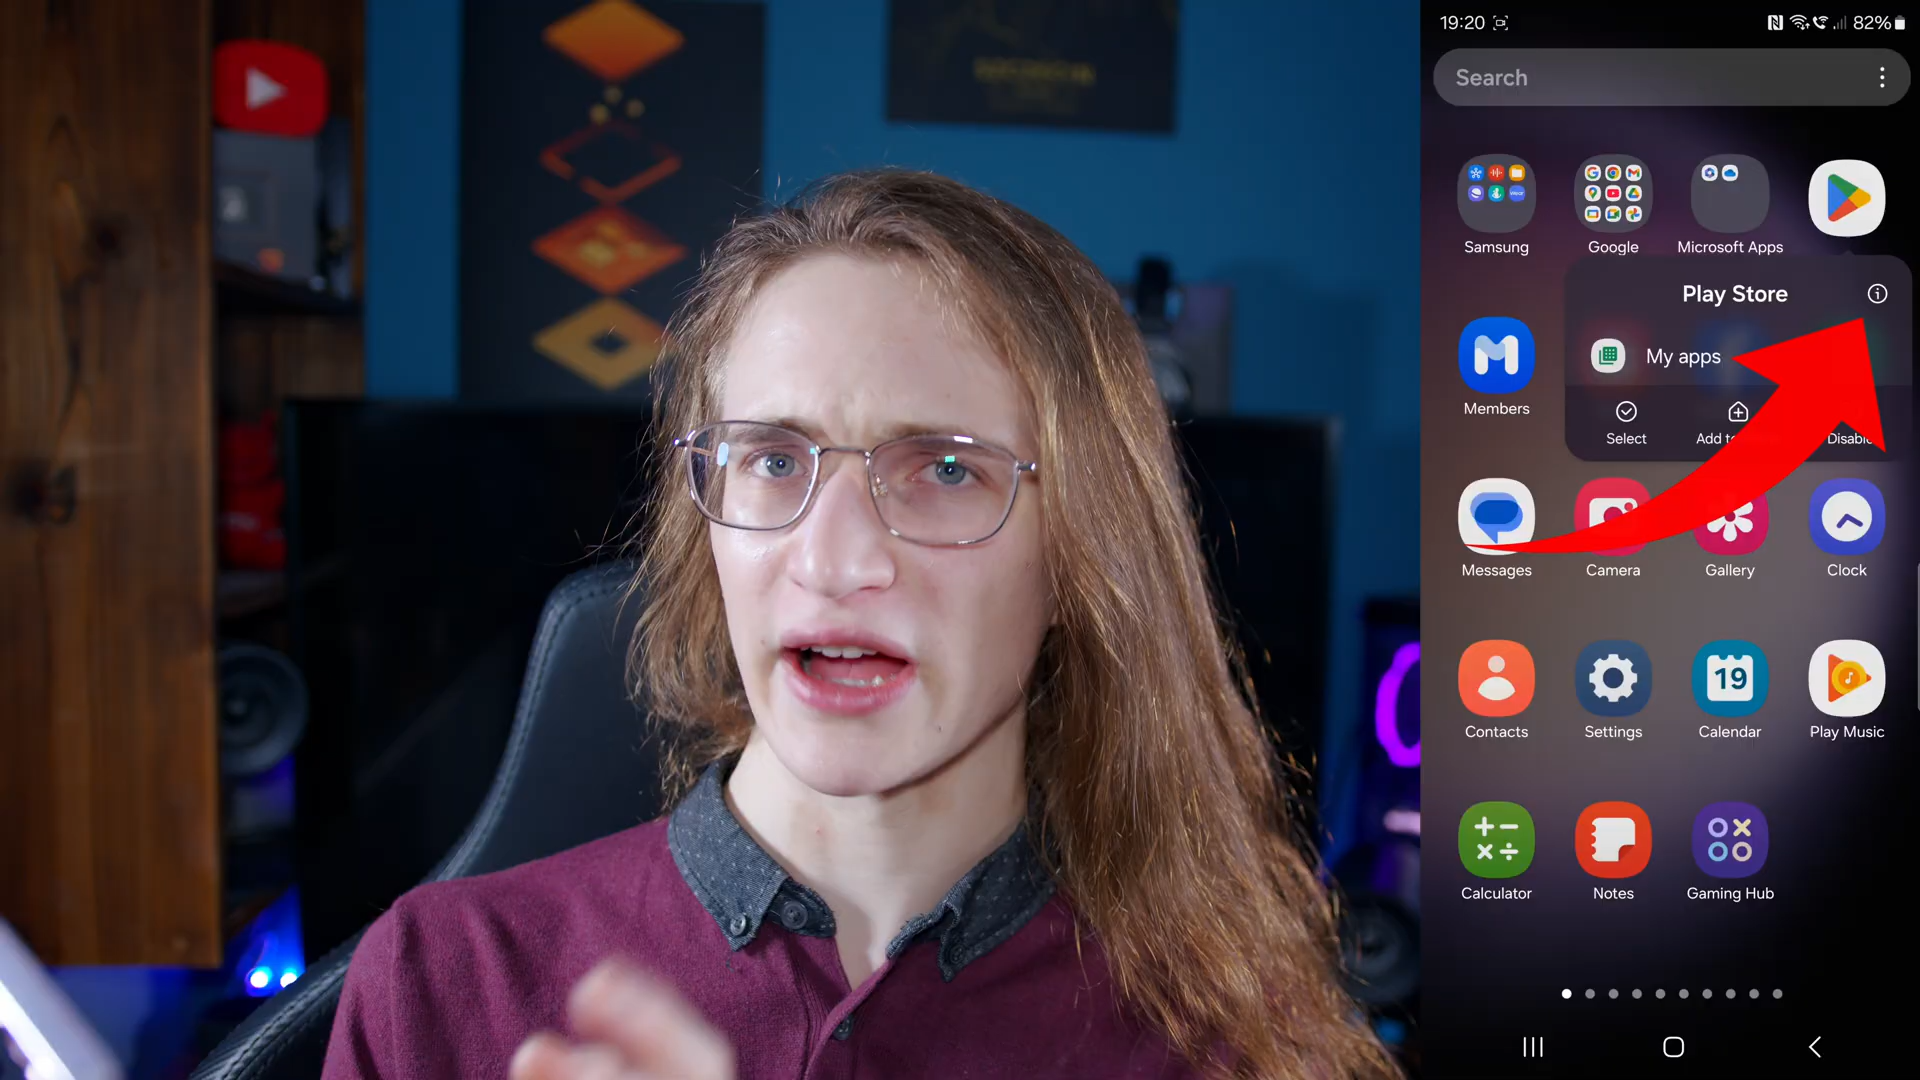 19:20
82%
Search
Samsung
Google
Microsoft Apps
Play Store
My apps
Members
Select
Add
Messages
Camera
Gallery
Clock
Contacts
Settings
19
Calendar
Play Music
Calculator
Notes
Gaming Hub